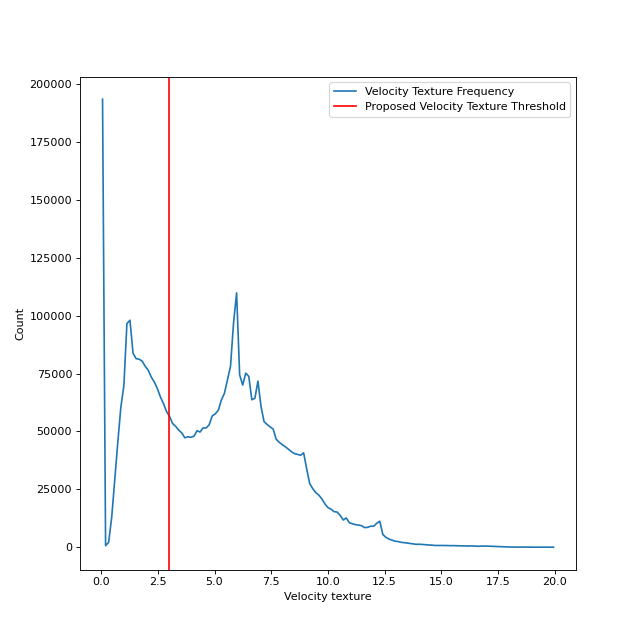 Velocity Texture Frequency
Proposed Velocity Texture Threshold
200000
175000
150000
125000
100000
75000
50000
25000
0
Count
0.0 2.5 5.0 7.5 10.0 12.5 15.0 17.5 20.0
Velocity texture